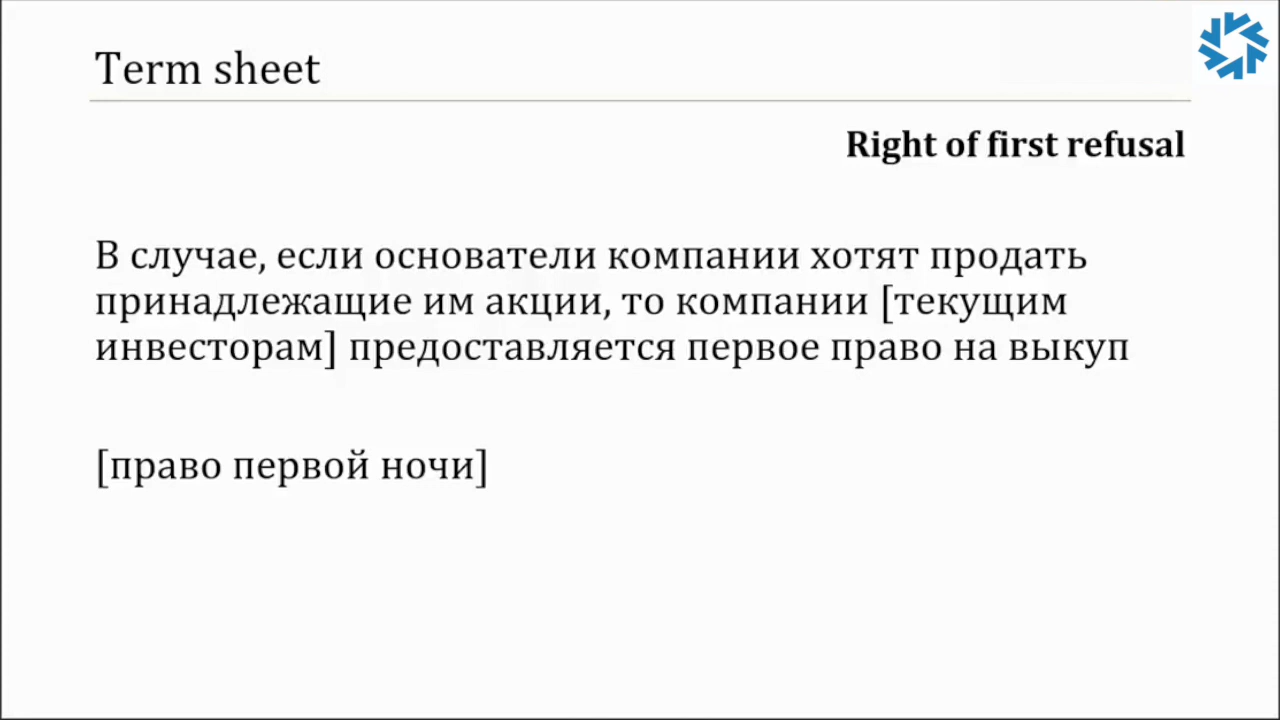 Term sheet
Right of first refusal
В случае, если основатели компании хотят продать
принадлежащие им акции, то компании [текущим
инвесторам] предоставляется первое право на выкуп
[право первой ночи]